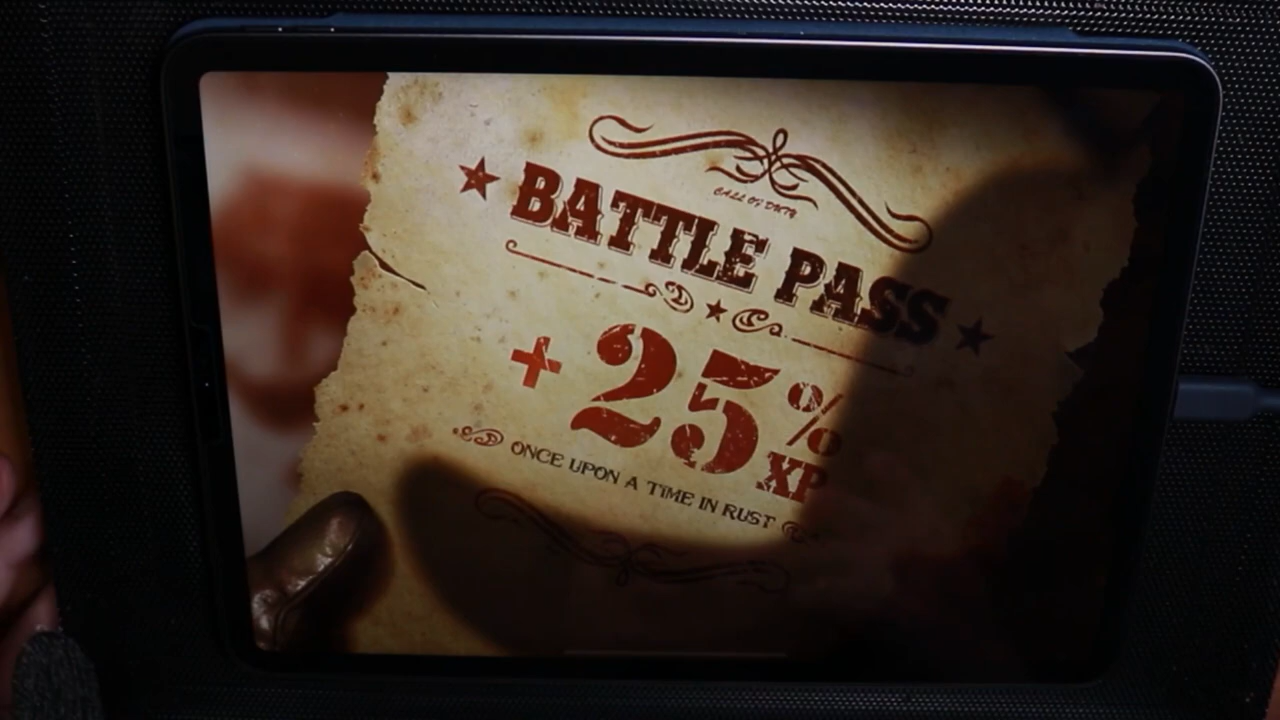 CALL OF DUTY
BATTLE PASS
+25%
XP
ONCE UPON A TIME IN RUST